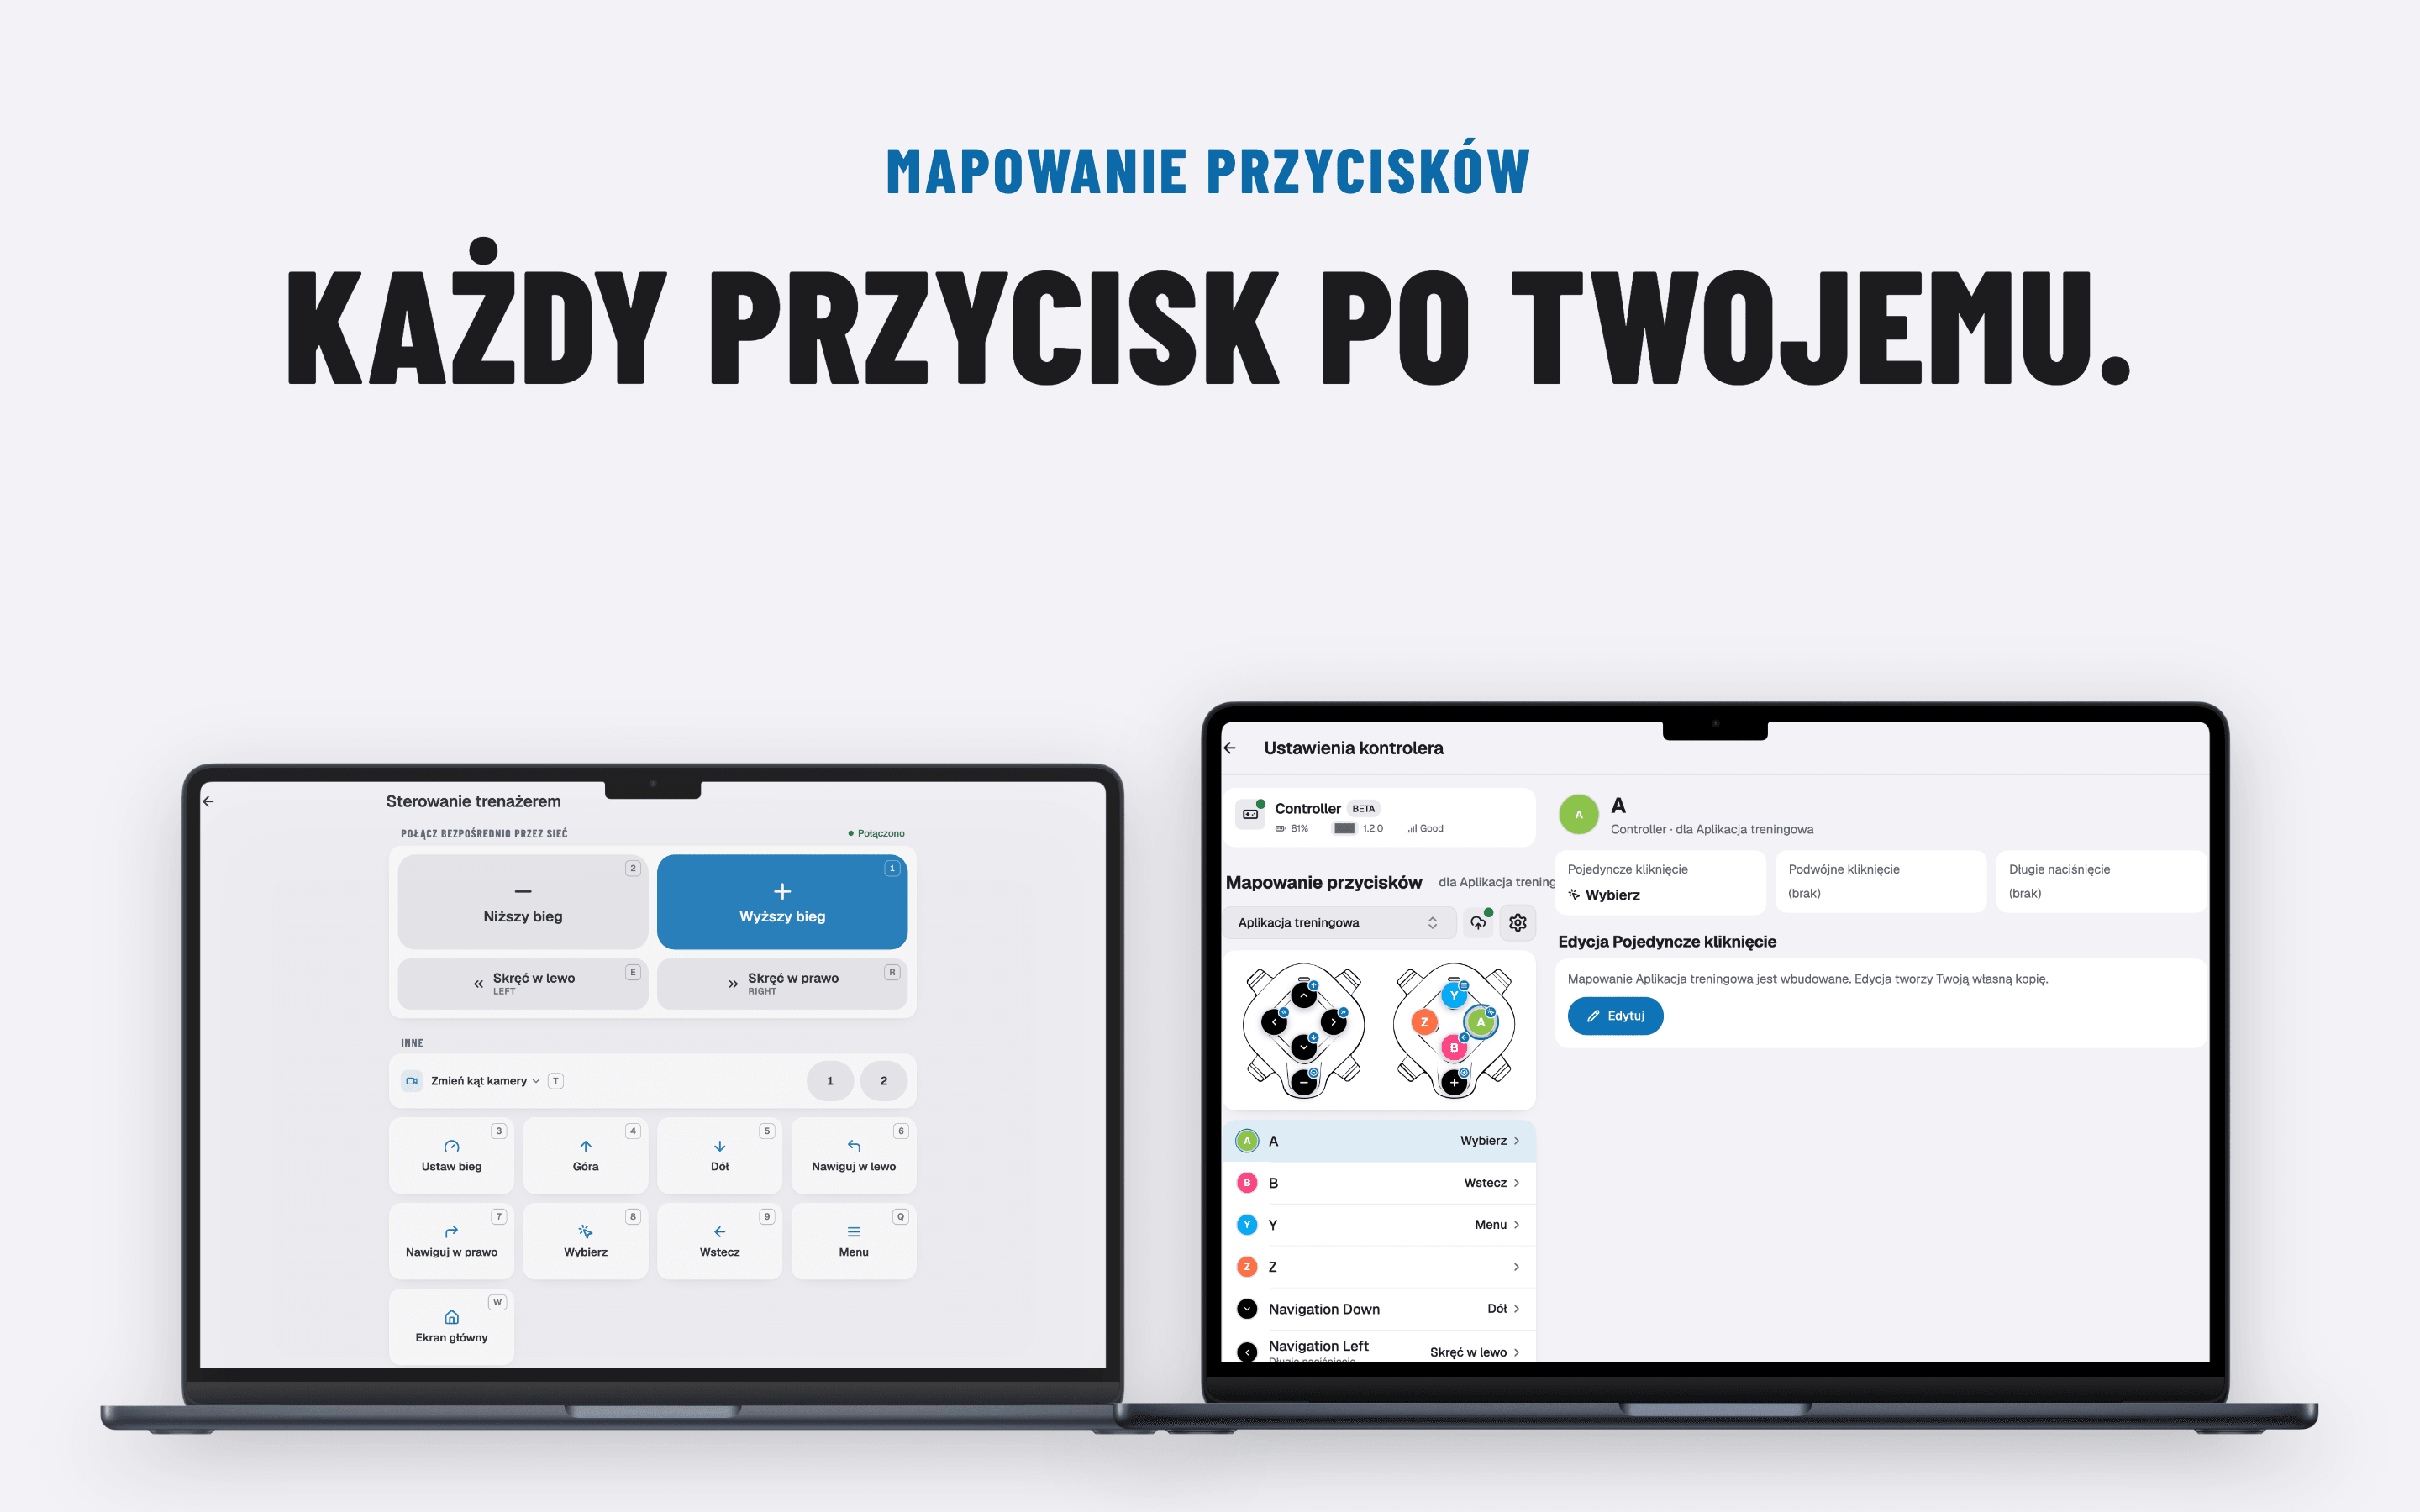 MAPOWANIE PRZYCISKÓW
KAŻDY PRZYCISK PO TWOJEMU.
Sterowanie trenażerem
POŁĄCZ BEZPOŚREDNIO PRZEZ SIEĆ
Połączono
2
Niższy bieg
1
Wyższy bieg
Skręć w lewo
LEFT
E
Skręć w prawo
RIGHT
R
INNE
Zmień kąt kamery
T
1
2
3
Ustaw bieg
4
Góra
5
Dół
6
Nawiguj w lewo
7
Nawiguj w prawo
8
Wybierz
9
Wstecz
Q
Menu
W
Ekran główny
Ustawienia kontrolera
Controller
BETA
81%
1.2.0
Good
Mapowanie przycisków
dla Aplikacja trening
Aplikacja treningowa
Y
Z
A
B
A
A
Wybierz
B
B
Wstecz
Y
Y
Menu
Z
Z
Navigation Down
Dół
Navigation Left
Długie naciśnięcie
Skręć w lewo
A
A
Controller · dla Aplikacja treningowa
Pojedyncze kliknięcie
Wybierz
Podwójne kliknięcie
(brak)
Długie naciśnięcie
(brak)
Edycja Pojedyncze kliknięcie
Mapowanie Aplikacja treningowa jest wbudowane. Edycja tworzy Twoją własną kopię.
Edytuj